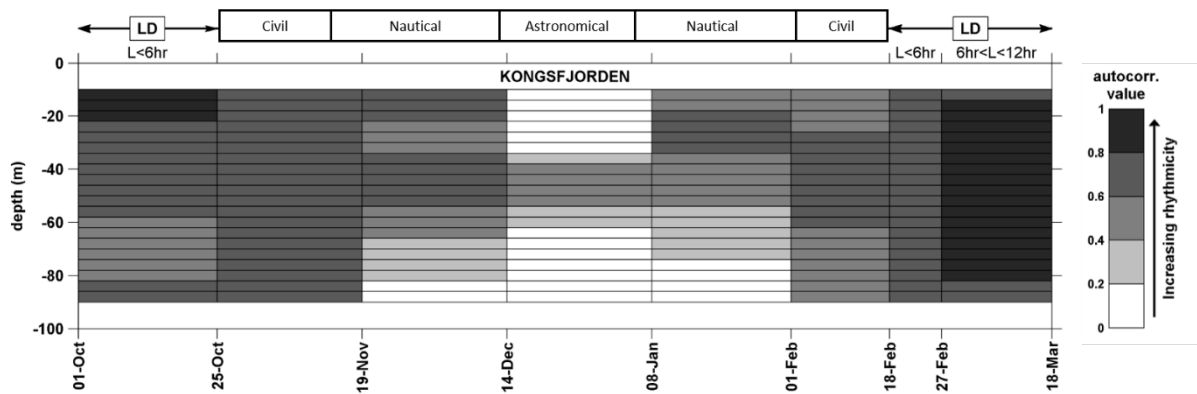 LD Civil Nautical Astronomical Nautical Civil LD
L<6hr L<6hr 6hr<L<12hr
KONGSFJORDEN
0
-20
-40
-60
-80
-100
depth (m)
01-Oct 25-Oct 19-Nov 14-Dec 08-Jan 01-Feb 18-Feb 27-Feb 18-Mar
autocorr.
value
1
0.8
0.6
0.4
0.2
0
Increasing rhythmicity